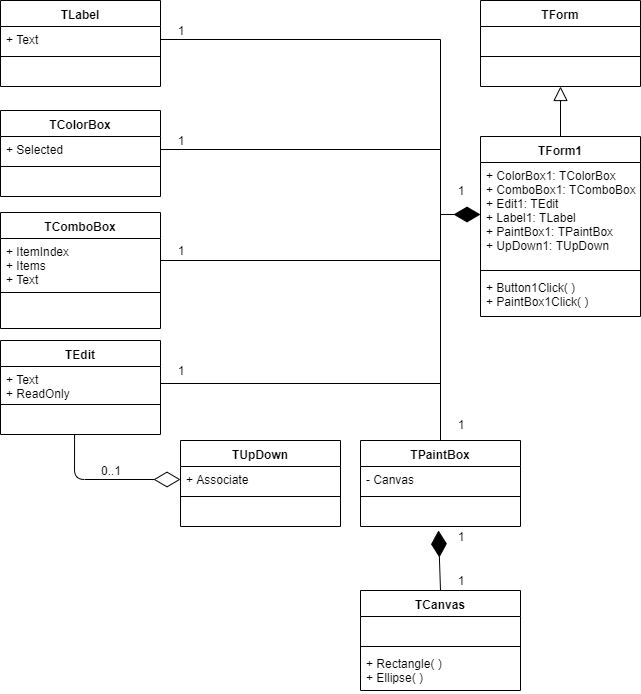 TLabel
+ Text
1
TForm
TColorBox
+ Selected
1
TForm1
+ ColorBox1: TColorBox
+ ComboBox1: TComboBox
+ Edit1: TEdit
+ Label1: TLabel
+ PaintBox1: TPaintBox
+ UpDown1: TUpDown
+ Button1Click( )
+ PaintBox1Click( )
1
TComboBox
+ ItemIndex
+ Items
+ Text
1
TEdit
+ Text
+ ReadOnly
1
0..1
TUpDown
+ Associate
1
TPaintBox
- Canvas
1
1
TCanvas
+ Rectangle( )
+ Ellipse( )